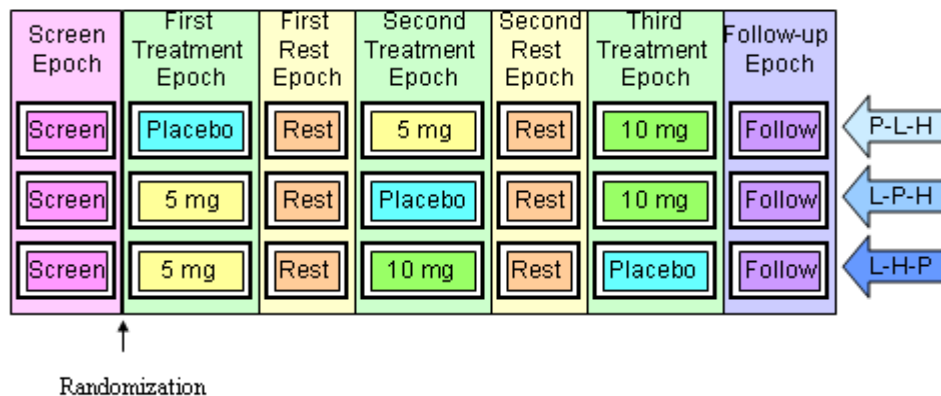 Screen Epoch
First Treatment Epoch
First Rest Epoch
Second Treatment Epoch
Second Rest Epoch
Third Treatment Epoch
Follow-up Epoch
Screen Placebo Rest 5 mg Rest 10 mg Follow P-L-H
Screen 5 mg Rest Placebo Rest 10 mg Follow L-P-H
Screen 5 mg Rest 10 mg Rest Placebo Follow L-H-P
Randomization